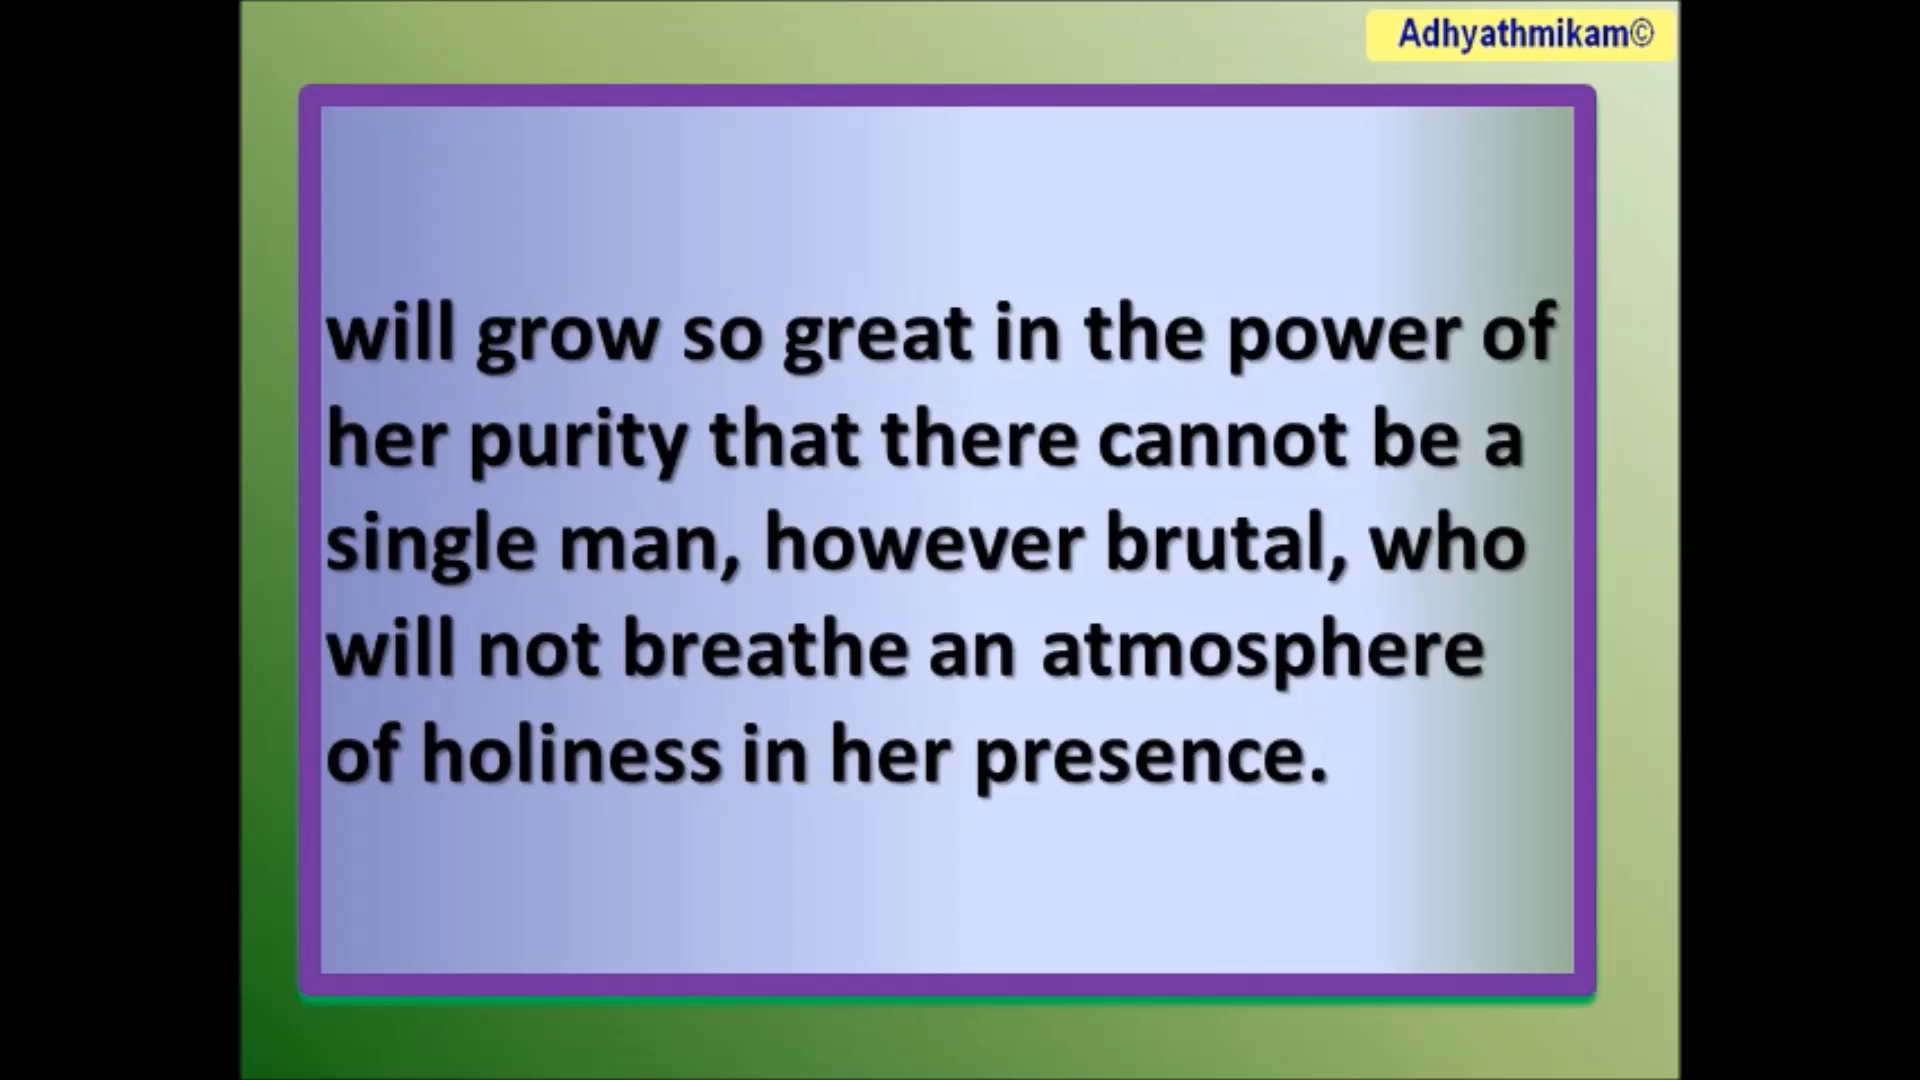 Adhyathmikam©
will grow so great in the power of
her purity that there cannot be a
single man, however brutal, who
will not breathe an atmosphere
of holiness in her presence.